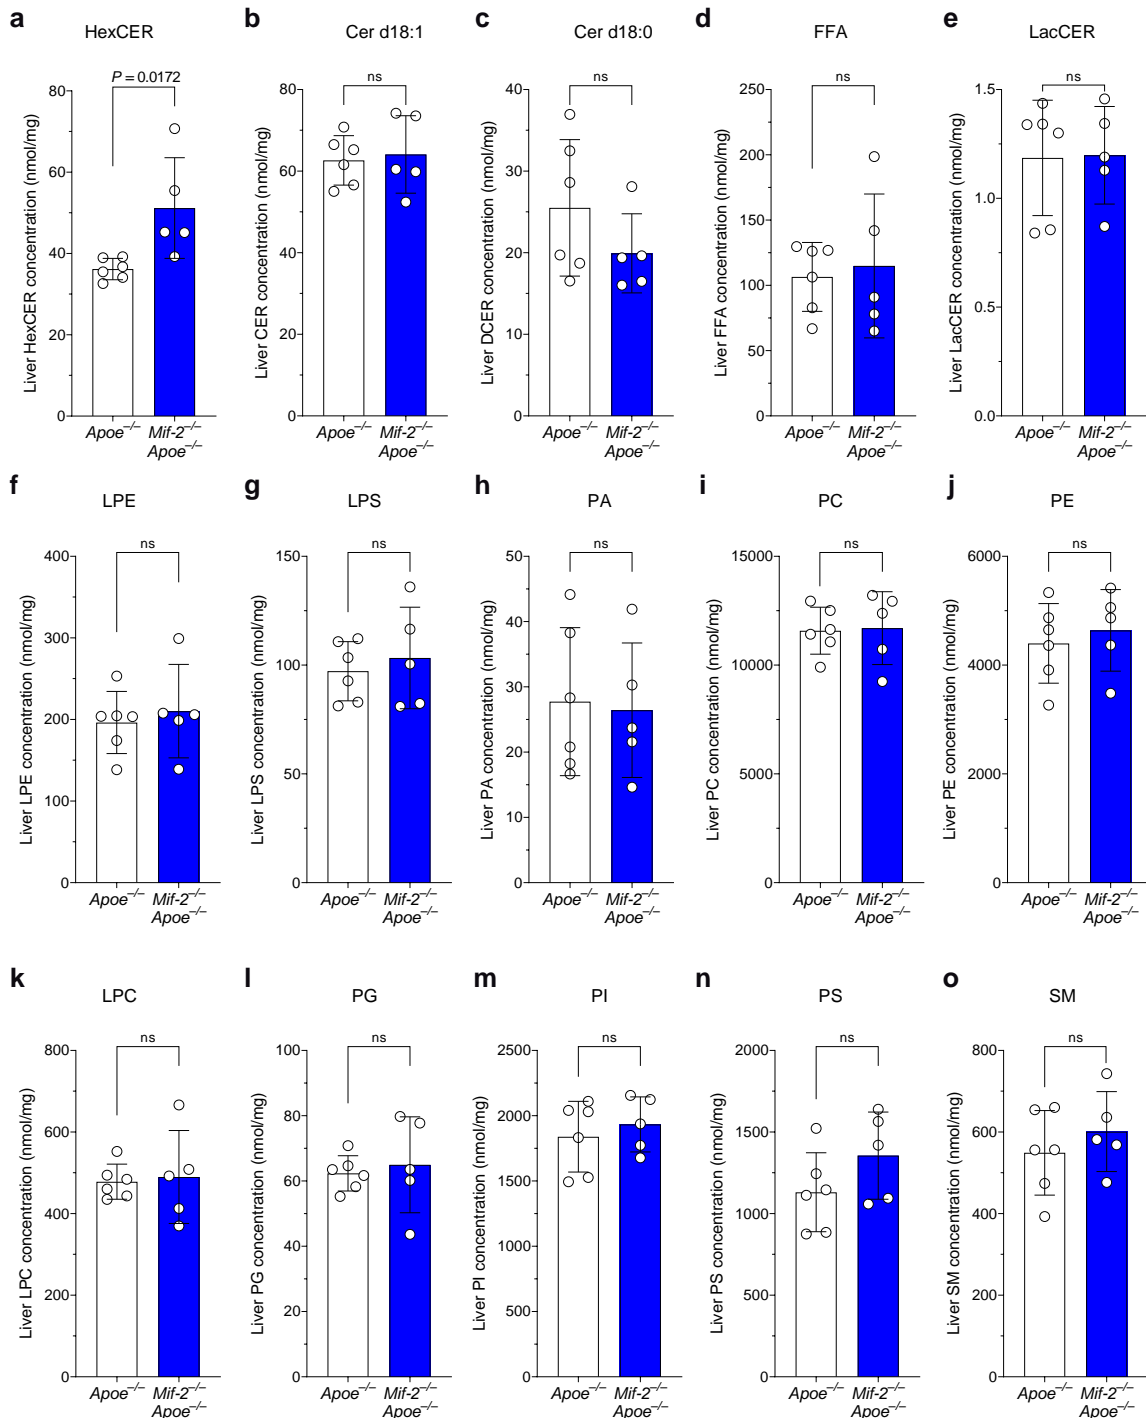 a
HexCER
P = 0.0172
Liver HexCER concentration (nmol/mg)
80
60
40
20
0
Apoe–/– Mif-2–/–
Apoe–/–
b
Cer d18:1
ns
Liver CER concentration (nmol/mg)
80
60
40
20
0
Apoe–/– Mif-2–/–
Apoe–/–
c
Cer d18:0
ns
Liver DCER concentration (nmol/mg)
40
30
20
10
0
Apoe–/– Mif-2–/–
Apoe–/–
d
FFA
ns
Liver FFA concentration (nmol/mg)
250
200
150
100
50
0
Apoe–/– Mif-2–/–
Apoe–/–
e
LacCER
ns
Liver LacCER concentration (nmol/mg)
1.5
1.0
0.5
0.0
Apoe–/– Mif-2–/–
Apoe–/–
f
LPE
ns
Liver LPE concentration (nmol/mg)
400
300
200
100
0
Apoe–/– Mif-2–/–
Apoe–/–
g
LPS
ns
Liver LPS concentration (nmol/mg)
150
100
50
0
Apoe–/– Mif-2–/–
Apoe–/–
h
PA
ns
Liver PA concentration (nmol/mg)
50
40
30
20
10
0
Apoe–/– Mif-2–/–
Apoe–/–
i
PC
ns
Liver PC concentration (nmol/mg)
15000
10000
5000
0
Apoe–/– Mif-2–/–
Apoe–/–
j
PE
ns
Liver PE concentration (nmol/mg)
6000
4000
2000
0
Apoe–/– Mif-2–/–
Apoe–/–
k
LPC
ns
Liver LPC concentration (nmol/mg)
800
600
400
200
0
Apoe–/– Mif-2–/–
Apoe–/–
l
PG
ns
Liver PG concentration (nmol/mg)
100
80
60
40
20
0
Apoe–/– Mif-2–/–
Apoe–/–
m
PI
ns
Liver PI concentration (nmol/mg)
2500
2000
1500
1000
500
0
Apoe–/– Mif-2–/–
Apoe–/–
n
PS
ns
Liver PS concentration (nmol/mg)
2000
1500
1000
500
0
Apoe–/– Mif-2–/–
Apoe–/–
o
SM
ns
Liver SM concentration (nmol/mg)
800
600
400
200
0
Apoe–/– Mif-2–/–
Apoe–/–